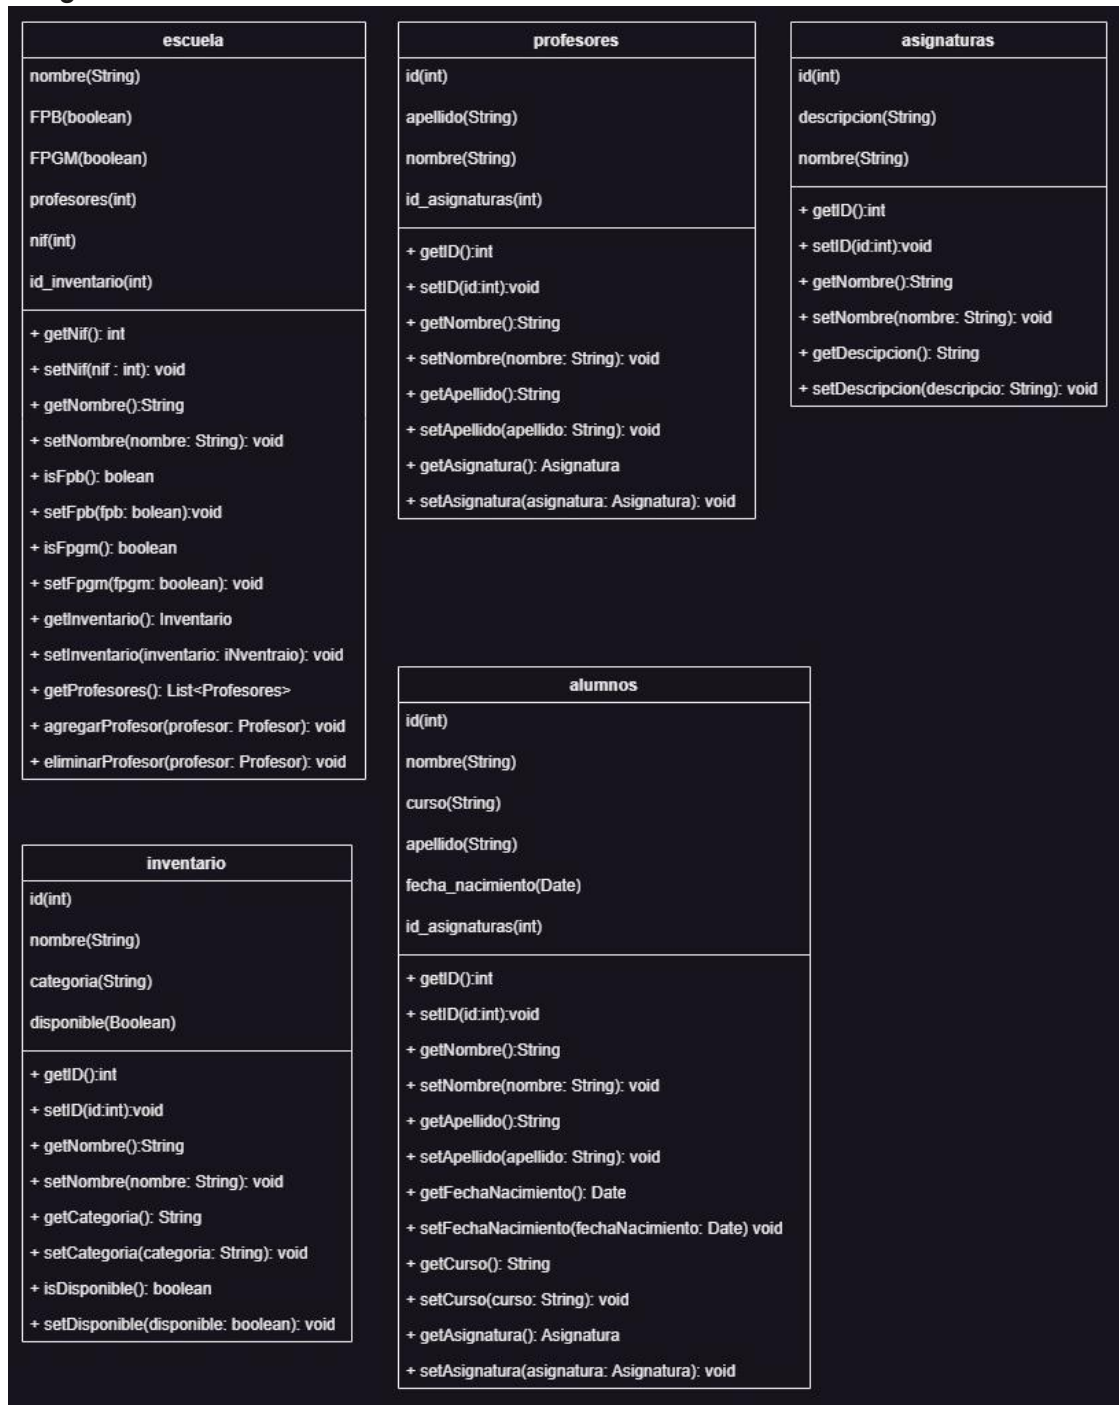 escuela
nombre(String)
FPB(boolean)
FPGM(boolean)
profesores(int)
nif(int)
id_inventario(int)
+ getNif(): int
+ setNif(nif : int): void
+ getNombre():String
+ setNombre(nombre: String): void
+ isFpb(): bolean
+ setFpb(fpb: bolean):void
+ isFpgm(): boolean
+ setFpgm(fpgm: boolean): void
+ getInventario(): Inventario
+ setInventario(inventario: iNventraio): void
+ getProfesores(): List<Profesores>
+ agregarProfesor(profesor: Profesor): void
+ eliminarProfesor(profesor: Profesor): void
profesores
id(int)
apellido(String)
nombre(String)
id_asignaturas(int)
+ getID():int
+ setID(id:int):void
+ getNombre():String
+ setNombre(nombre: String): void
+ getApellido():String
+ setApellido(apellido: String): void
+ getAsignatura(): Asignatura
+ setAsignatura(asignatura: Asignatura): void
asignaturas
id(int)
descripcion(String)
nombre(String)
+ getID():int
+ setID(id:int):void
+ getNombre():String
+ setNombre(nombre: String): void
+ getDescipcion(): String
+ setDescripcion(descripcio: String): void
inventario
id(int)
nombre(String)
categoria(String)
disponible(Boolean)
+ getID():int
+ setID(id:int):void
+ getNombre():String
+ setNombre(nombre: String): void
+ getCategoria(): String
+ setCategoria(categoria: String): void
+ isDisponible(): boolean
+ setDisponible(disponible: boolean): void
alumnos
id(int)
nombre(String)
curso(String)
apellido(String)
fecha_nacimiento(Date)
id_asignaturas(int)
+ getID():int
+ setID(id:int):void
+ getNombre():String
+ setNombre(nombre: String): void
+ getApellido():String
+ setApellido(apellido: String): void
+ getFechaNacimiento(): Date
+ setFechaNacimiento(fechaNacimiento: Date) void
+ getCurso(): String
+ setCurso(curso: String): void
+ getAsignatura(): Asignatura
+ setAsignatura(asignatura: Asignatura): void